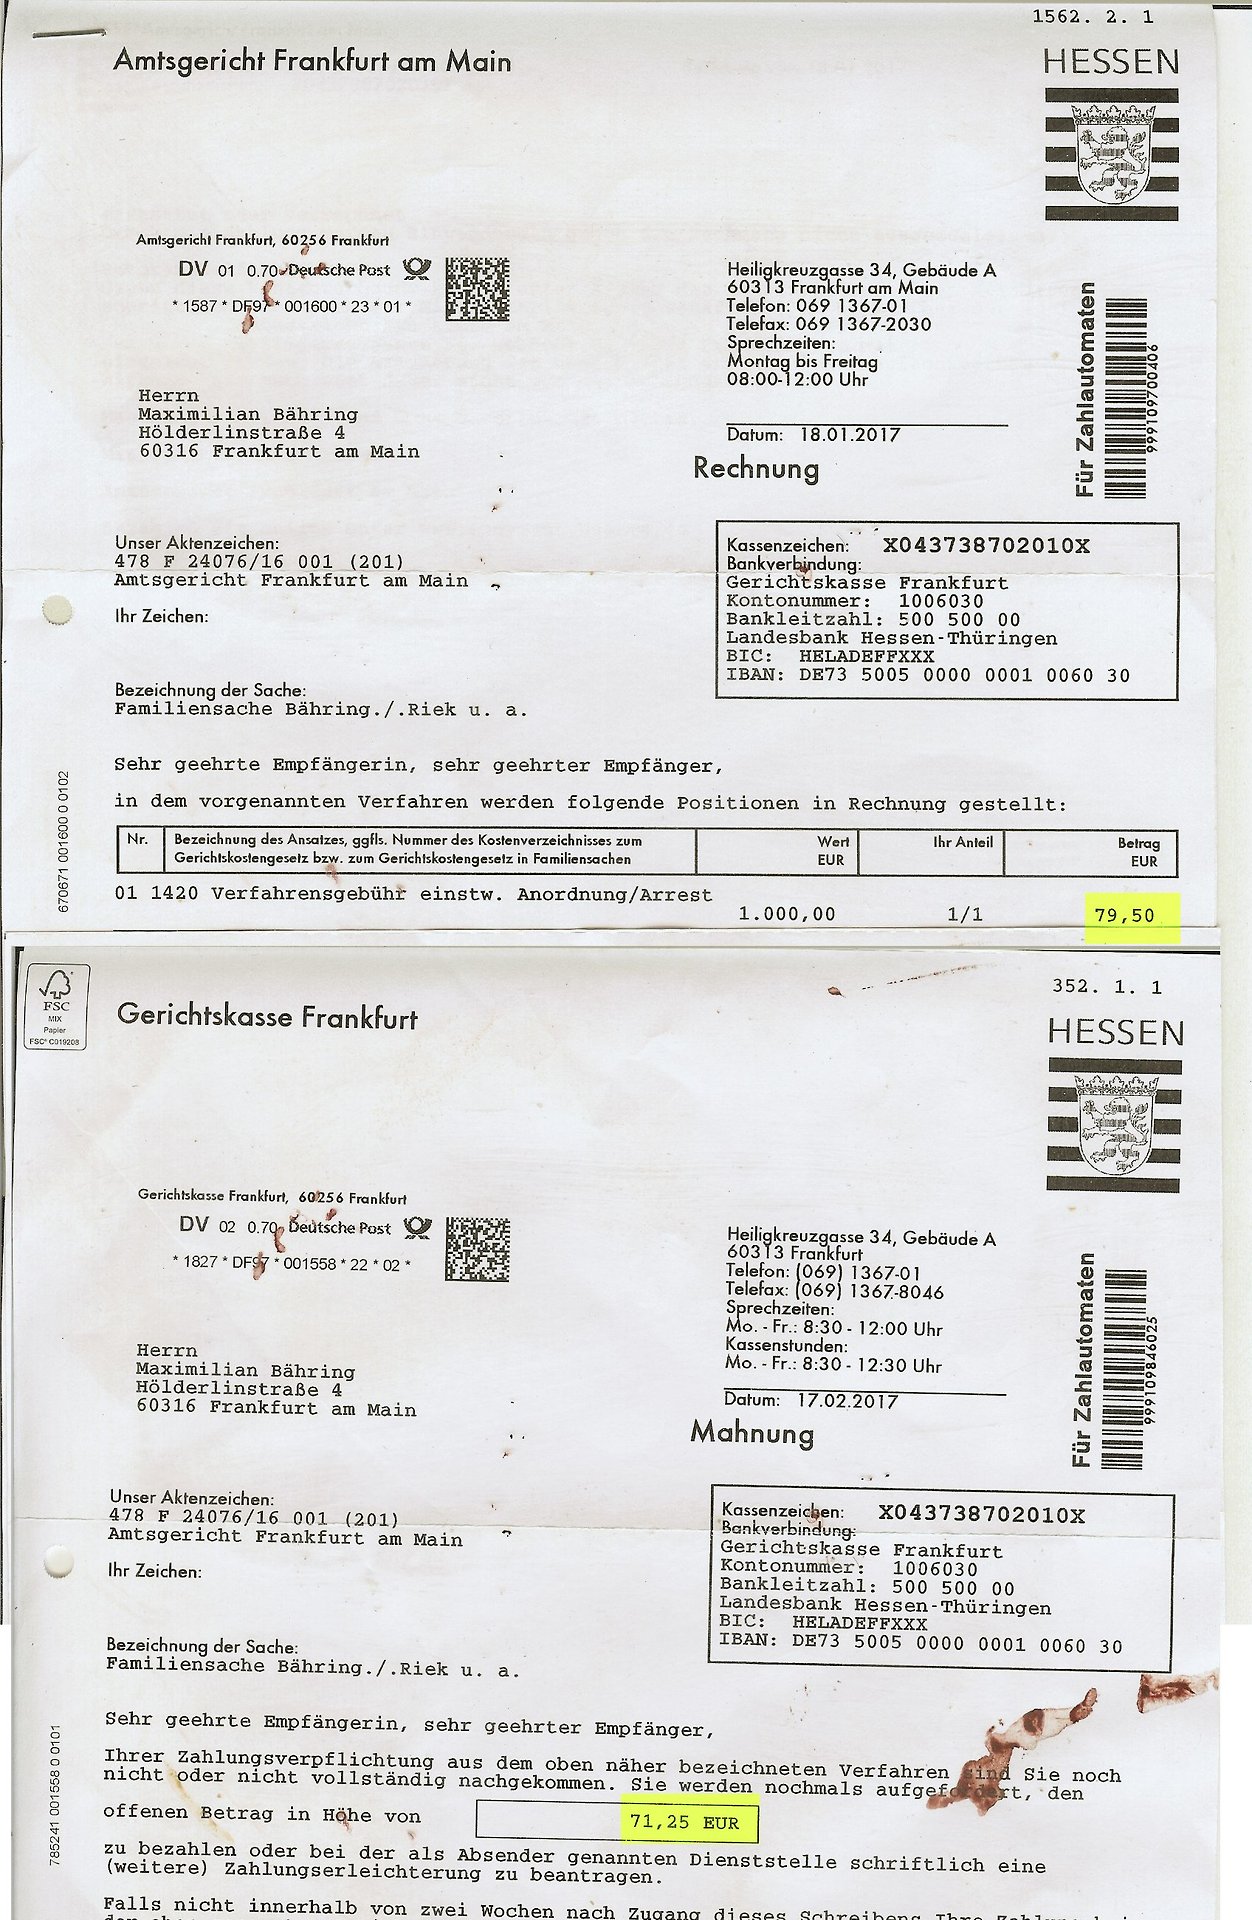 1562. 2. 1
Amtsgericht Frankfurt am Main
HESSEN
Amtsgericht Frankfurt, 60256 Frankfurt
DV 01 0.70 Deutsche Post
* 1587 * DF97 * 001600 * 23 * 01 *
Heiligkreuzgasse 34, Gebäude A
60313 Frankfurt am Main
Telefon: 069 1367-01
Telefax: 069 1367-2030
Sprechzeiten:
Montag bis Freitag
08:00-12:00 Uhr
Für Zahlautomaten
999109700406
Herrn
Maximilian Bähring
Hölderlinstraße 4
60316 Frankfurt am Main
Datum: 18.01.2017
Rechnung
Unser Aktenzeichen:
478 F 24076/16 001 (201)
Amtsgericht Frankfurt am Main
Ihr Zeichen:
Kassenzeichen: X043738702010X
Bankverbindung:
Gerichtskasse Frankfurt
Kontonummer: 1006030
Bankleitzahl: 500 500 00
Landesbank Hessen-Thüringen
BIC: HELADEFFXXX
IBAN: DE73 5005 0000 0001 0060 30
Bezeichnung der Sache:
Familiensache Bähring./.Riek u. a.
Sehr geehrte Empfängerin, sehr geehrter Empfänger,
in dem vorgenannten Verfahren werden folgende Positionen in Rechnung gestellt:
670671 001600 0 0102
Nr. Bezeichnung des Ansatzes, ggfls. Nummer des Kostenverzeichnisses zum Wert Ihr Anteil Betrag
Gerichtskostengesetz bzw. zum Gerichtskostengesetz in Familiensachen EUR EUR
01 1420 Verfahrensgebühr einstw. Anordnung/Arrest
1.000,00 1/1 79,50
FSC
MIX
Papier
FSC® C019208
352. 1. 1
Gerichtskasse Frankfurt
HESSEN
Gerichtskasse Frankfurt, 60256 Frankfurt
DV 02 0.70 Deutsche Post
* 1827 * DF97 * 001558 * 22 * 02 *
Heiligkreuzgasse 34, Gebäude A
60313 Frankfurt
Telefon: (069) 1367-01
Telefax: (069) 1367-8046
Sprechzeiten:
Mo. - Fr.: 8:30 - 12:00 Uhr
Kassenstunden:
Mo. - Fr.: 8:30 - 12:30 Uhr
Für Zahlautomaten
999109846025
Herrn
Maximilian Bähring
Hölderlinstraße 4
60316 Frankfurt am Main
Datum: 17.02.2017
Mahnung
Unser Aktenzeichen:
478 F 24076/16 001 (201)
Amtsgericht Frankfurt am Main
Ihr Zeichen:
Kassenzeichen: X043738702010X
Bankverbindung:
Gerichtskasse Frankfurt
Kontonummer: 1006030
Bankleitzahl: 500 500 00
Landesbank Hessen-Thüringen
BIC: HELADEFFXXX
IBAN: DE73 5005 0000 0001 0060 30
Bezeichnung der Sache:
Familiensache Bähring./.Riek u. a.
Sehr geehrte Empfängerin, sehr geehrter Empfänger,
785241 001558 0 0101
Ihrer Zahlungsverpflichtung aus dem oben näher bezeichneten Verfahren sind Sie noch
nicht oder nicht vollständig nachgekommen. Sie werden nochmals aufgefordert, den
offenen Betrag in Höhe von 71,25 EUR
zu bezahlen oder bei der als Absender genannten Dienststelle schriftlich eine
(weitere) Zahlungserleichterung zu beantragen.
Falls nicht innerhalb von zwei Wochen nach Zugang dieses Schreibens Ihre Zahlung